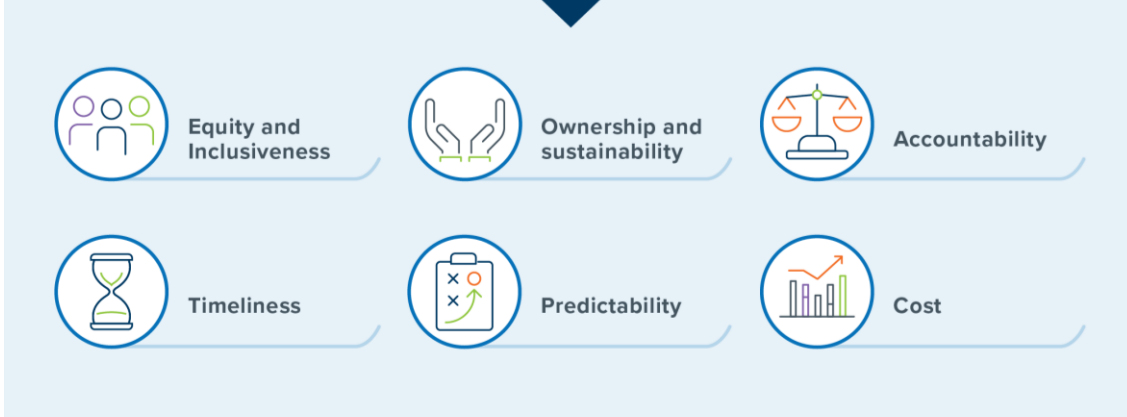 Equity and
Inclusiveness
Ownership and
sustainability
Accountability
Timeliness
Predictability
Cost